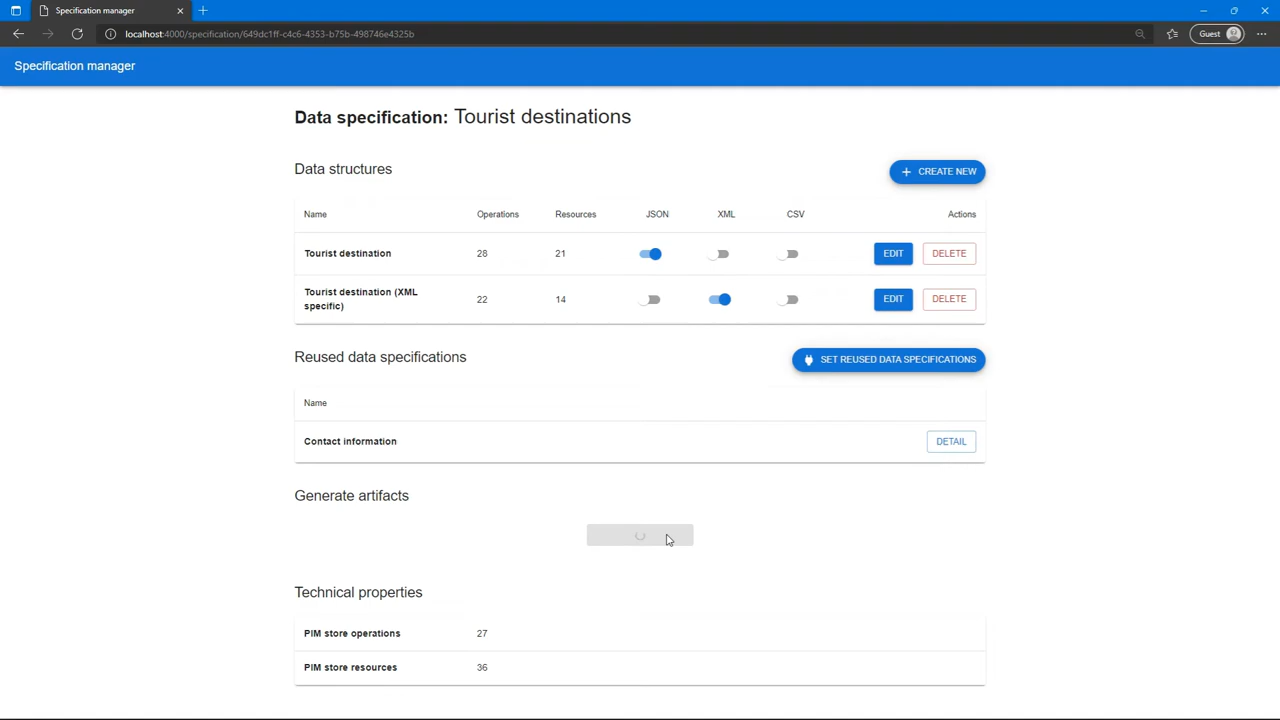 Specification manager
localhost:4000/specification/649dc1ff-c4c6-4353-b75b-498746e4325b
Guest
Specification manager
Data specification: Tourist destinations
Data structures
CREATE NEW
Name Operations Resources JSON XML CSV Actions
Tourist destination 28 21 EDIT DELETE
Tourist destination (XML
specific) 22 14 EDIT DELETE
Reused data specifications
SET REUSED DATA SPECIFICATIONS
Name
Contact information DETAIL
Generate artifacts
Technical properties
PIM store operations 27
PIM store resources 36